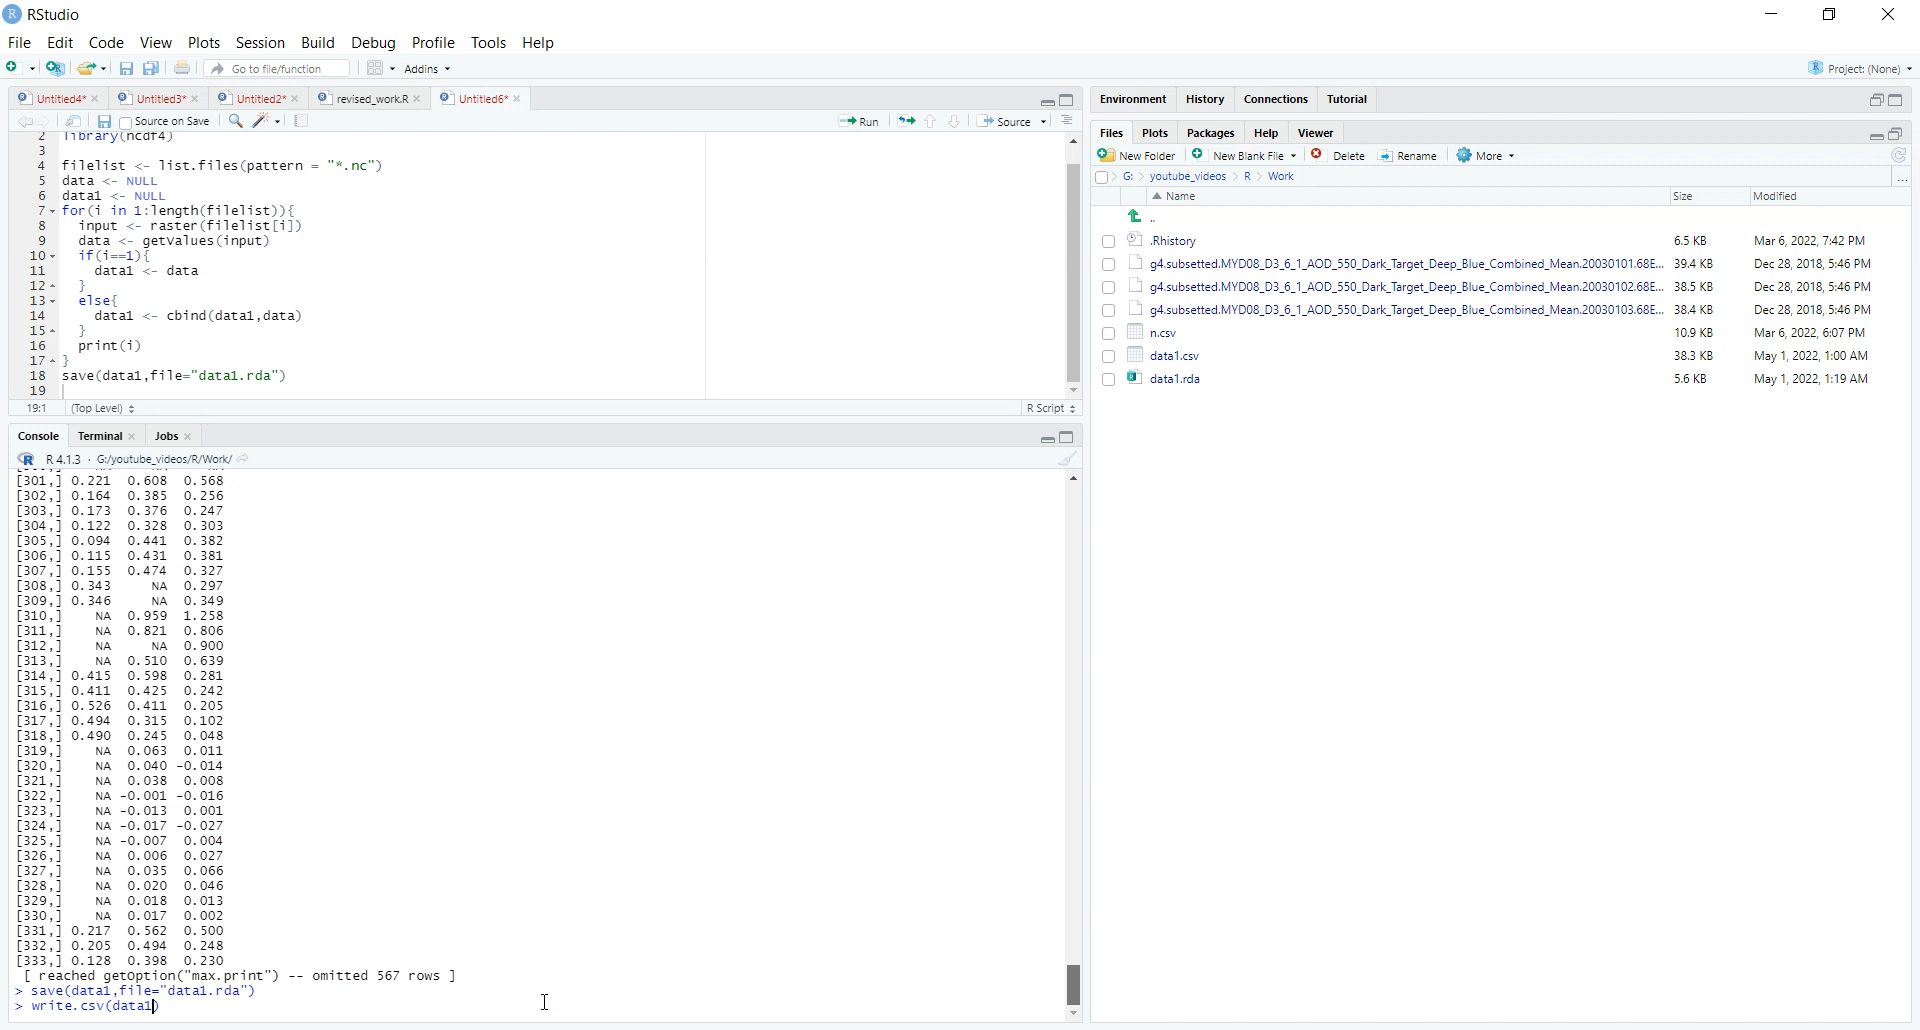 RStudio
File Edit Code View Plots Session Build Debug Profile Tools Help
Go to file/function Addins Project: (None)
Untitled4* Untitled3* Untitled2* revised_work.R Untitled6*
Source on Save Run Source
2 library(ncdf4)
3
4 filelist <- list.files(pattern = "*.nc")
5 data <- NULL
6 data1 <- NULL
7 for(i in 1:length(filelist)){
8 input <- raster(filelist[i])
9 data <- getValues(input)
10 if(i==1){
11 data1 <- data
12 }
13 else{
14 data1 <- cbind(data1,data)
15 }
16 print(i)
17 }
18 save(data1,file="data1.rda")
19
19:1 (Top Level) R Script
Console Terminal Jobs
R 4.1.3 · G:/youtube_videos/R/Work/
[301,] 0.221 0.608 0.568
[302,] 0.164 0.385 0.256
[303,] 0.173 0.376 0.247
[304,] 0.122 0.328 0.303
[305,] 0.094 0.441 0.382
[306,] 0.115 0.431 0.381
[307,] 0.155 0.474 0.327
[308,] 0.343 NA 0.297
[309,] 0.346 NA 0.349
[310,] NA 0.959 1.258
[311,] NA 0.821 0.806
[312,] NA NA 0.900
[313,] NA 0.510 0.639
[314,] 0.415 0.598 0.281
[315,] 0.411 0.425 0.242
[316,] 0.526 0.411 0.205
[317,] 0.494 0.315 0.102
[318,] 0.490 0.245 0.048
[319,] NA 0.063 0.011
[320,] NA 0.040 -0.014
[321,] NA 0.038 0.008
[322,] NA -0.001 -0.016
[323,] NA -0.013 0.001
[324,] NA -0.017 -0.027
[325,] NA -0.007 0.004
[326,] NA 0.006 0.027
[327,] NA 0.035 0.066
[328,] NA 0.020 0.046
[329,] NA 0.018 0.013
[330,] NA 0.017 0.002
[331,] 0.217 0.562 0.500
[332,] 0.205 0.494 0.248
[333,] 0.128 0.398 0.230
[ reached getOption("max.print") -- omitted 567 rows ]
> save(data1,file="data1.rda")
> write.csv(data1)
Environment History Connections Tutorial
Files Plots Packages Help Viewer
New Folder New Blank File Delete Rename More
G: > youtube_videos > R > Work ...
Name Size Modified
..
.Rhistory 6.5 KB Mar 6, 2022, 7:42 PM
g4.subsetted.MYD08_D3_6_1_AOD_550_Dark_Target_Deep_Blue_Combined_Mean.20030101.68E... 39.4 KB Dec 28, 2018, 5:46 PM
g4.subsetted.MYD08_D3_6_1_AOD_550_Dark_Target_Deep_Blue_Combined_Mean.20030102.68E... 38.5 KB Dec 28, 2018, 5:46 PM
g4.subsetted.MYD08_D3_6_1_AOD_550_Dark_Target_Deep_Blue_Combined_Mean.20030103.68E... 38.4 KB Dec 28, 2018, 5:46 PM
n.csv 10.9 KB Mar 6, 2022, 6:07 PM
data1.csv 38.3 KB May 1, 2022, 1:00 AM
data1.rda 5.6 KB May 1, 2022, 1:19 AM